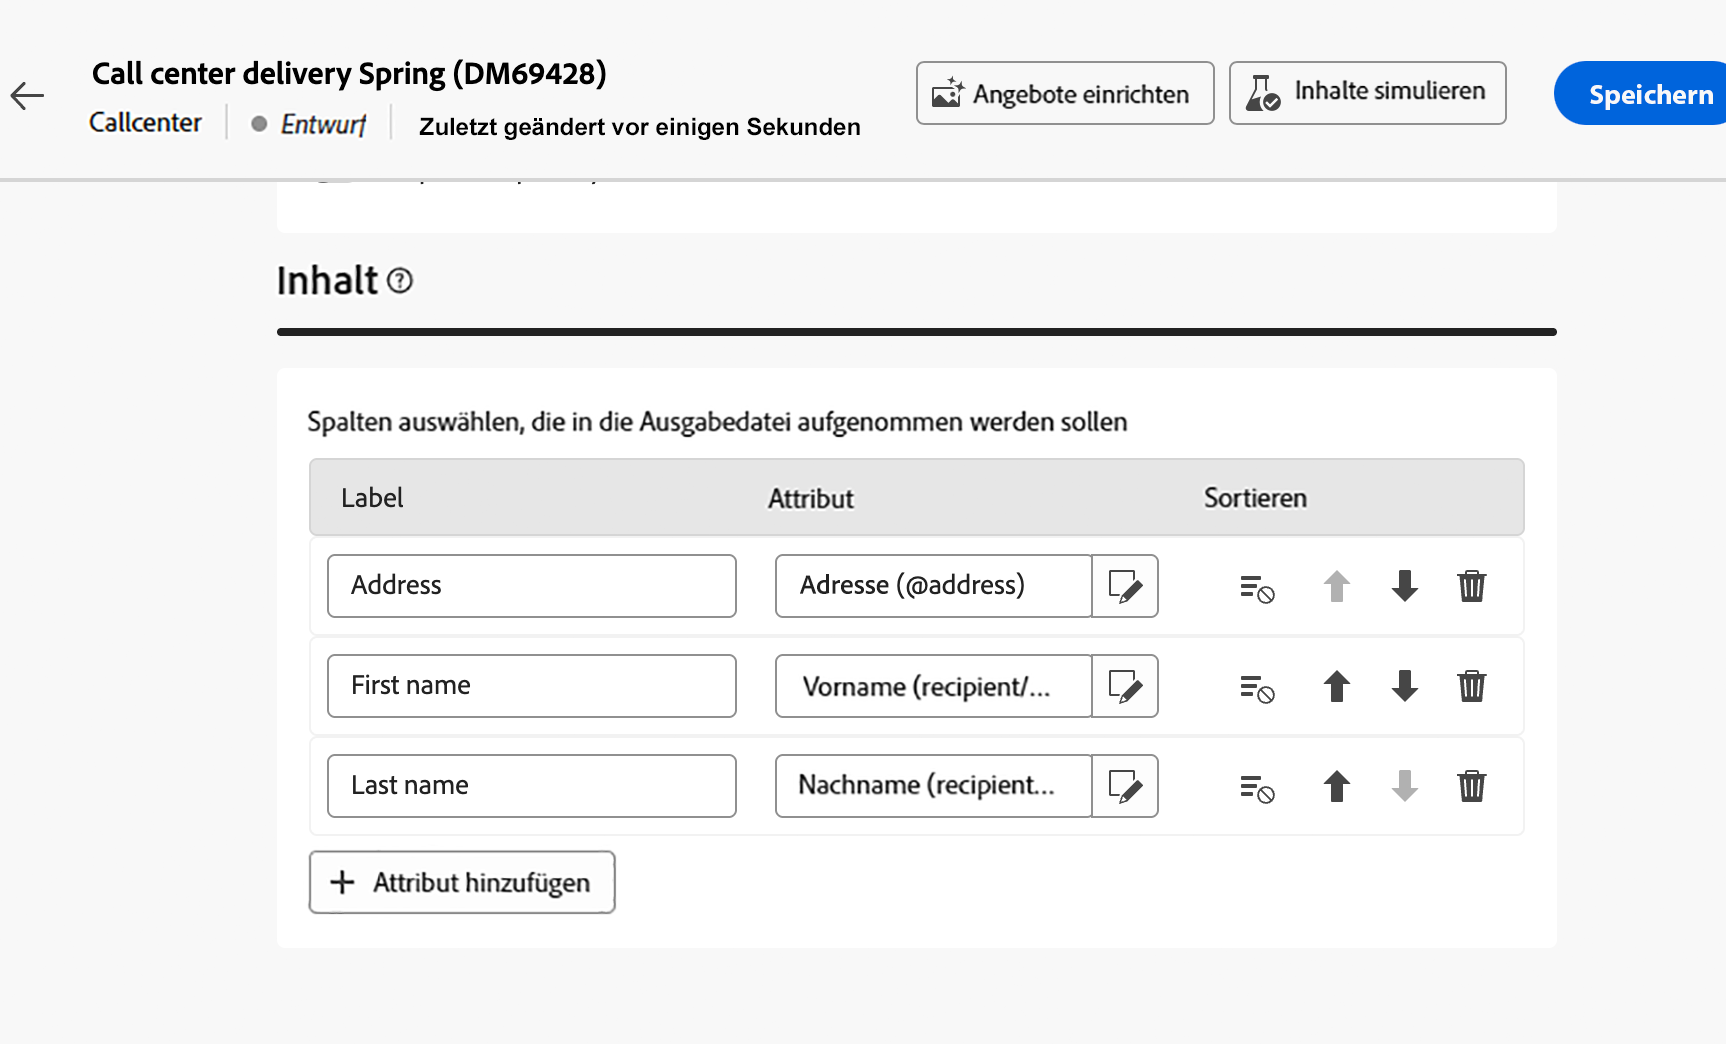 Call center delivery Spring (DM69428)
Callcenter
Entwurf
Zuletzt geändert vor einigen Sekunden
Angebote einrichten
Inhalte simulieren
Speichern
Inhalt
Spalten auswählen, die in die Ausgabedatei aufgenommen werden sollen
Label Attribut Sortieren
Address Adresse (@address)
First name Vorname (recipient/...
Last name Nachname (recipient...
Attribut hinzufügen